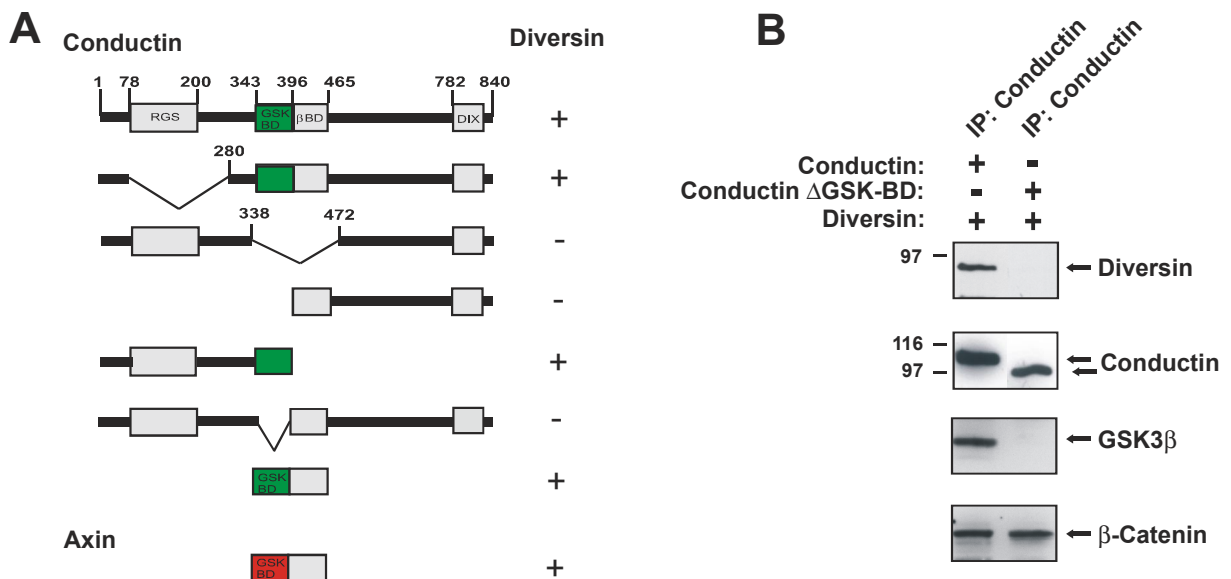 A
Conductin
Diversin
1 78 200 343 396 465 782 840
RGS GSK BD βBD DIX
+
280
+
338 472
-
-
+
-
GSK BD
+
Axin
GSK BD
+
B
IP: Conductin
IP: Conductin
Conductin: + -
Conductin ΔGSK-BD: - +
Diversin: + +
97 Diversin
116
97 Conductin
GSK3β
β-Catenin